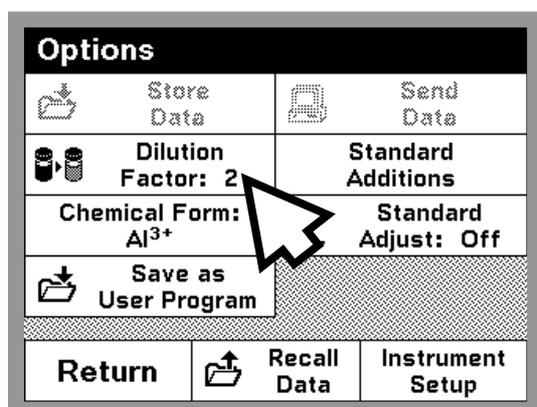 Options
Store
Data
Send
Data
Dilution
Factor: 2
Standard
Additions
Chemical Form:
Al³⁺
Standard
Adjust: Off
Save as
User Program
Return
Recall
Data
Instrument
Setup